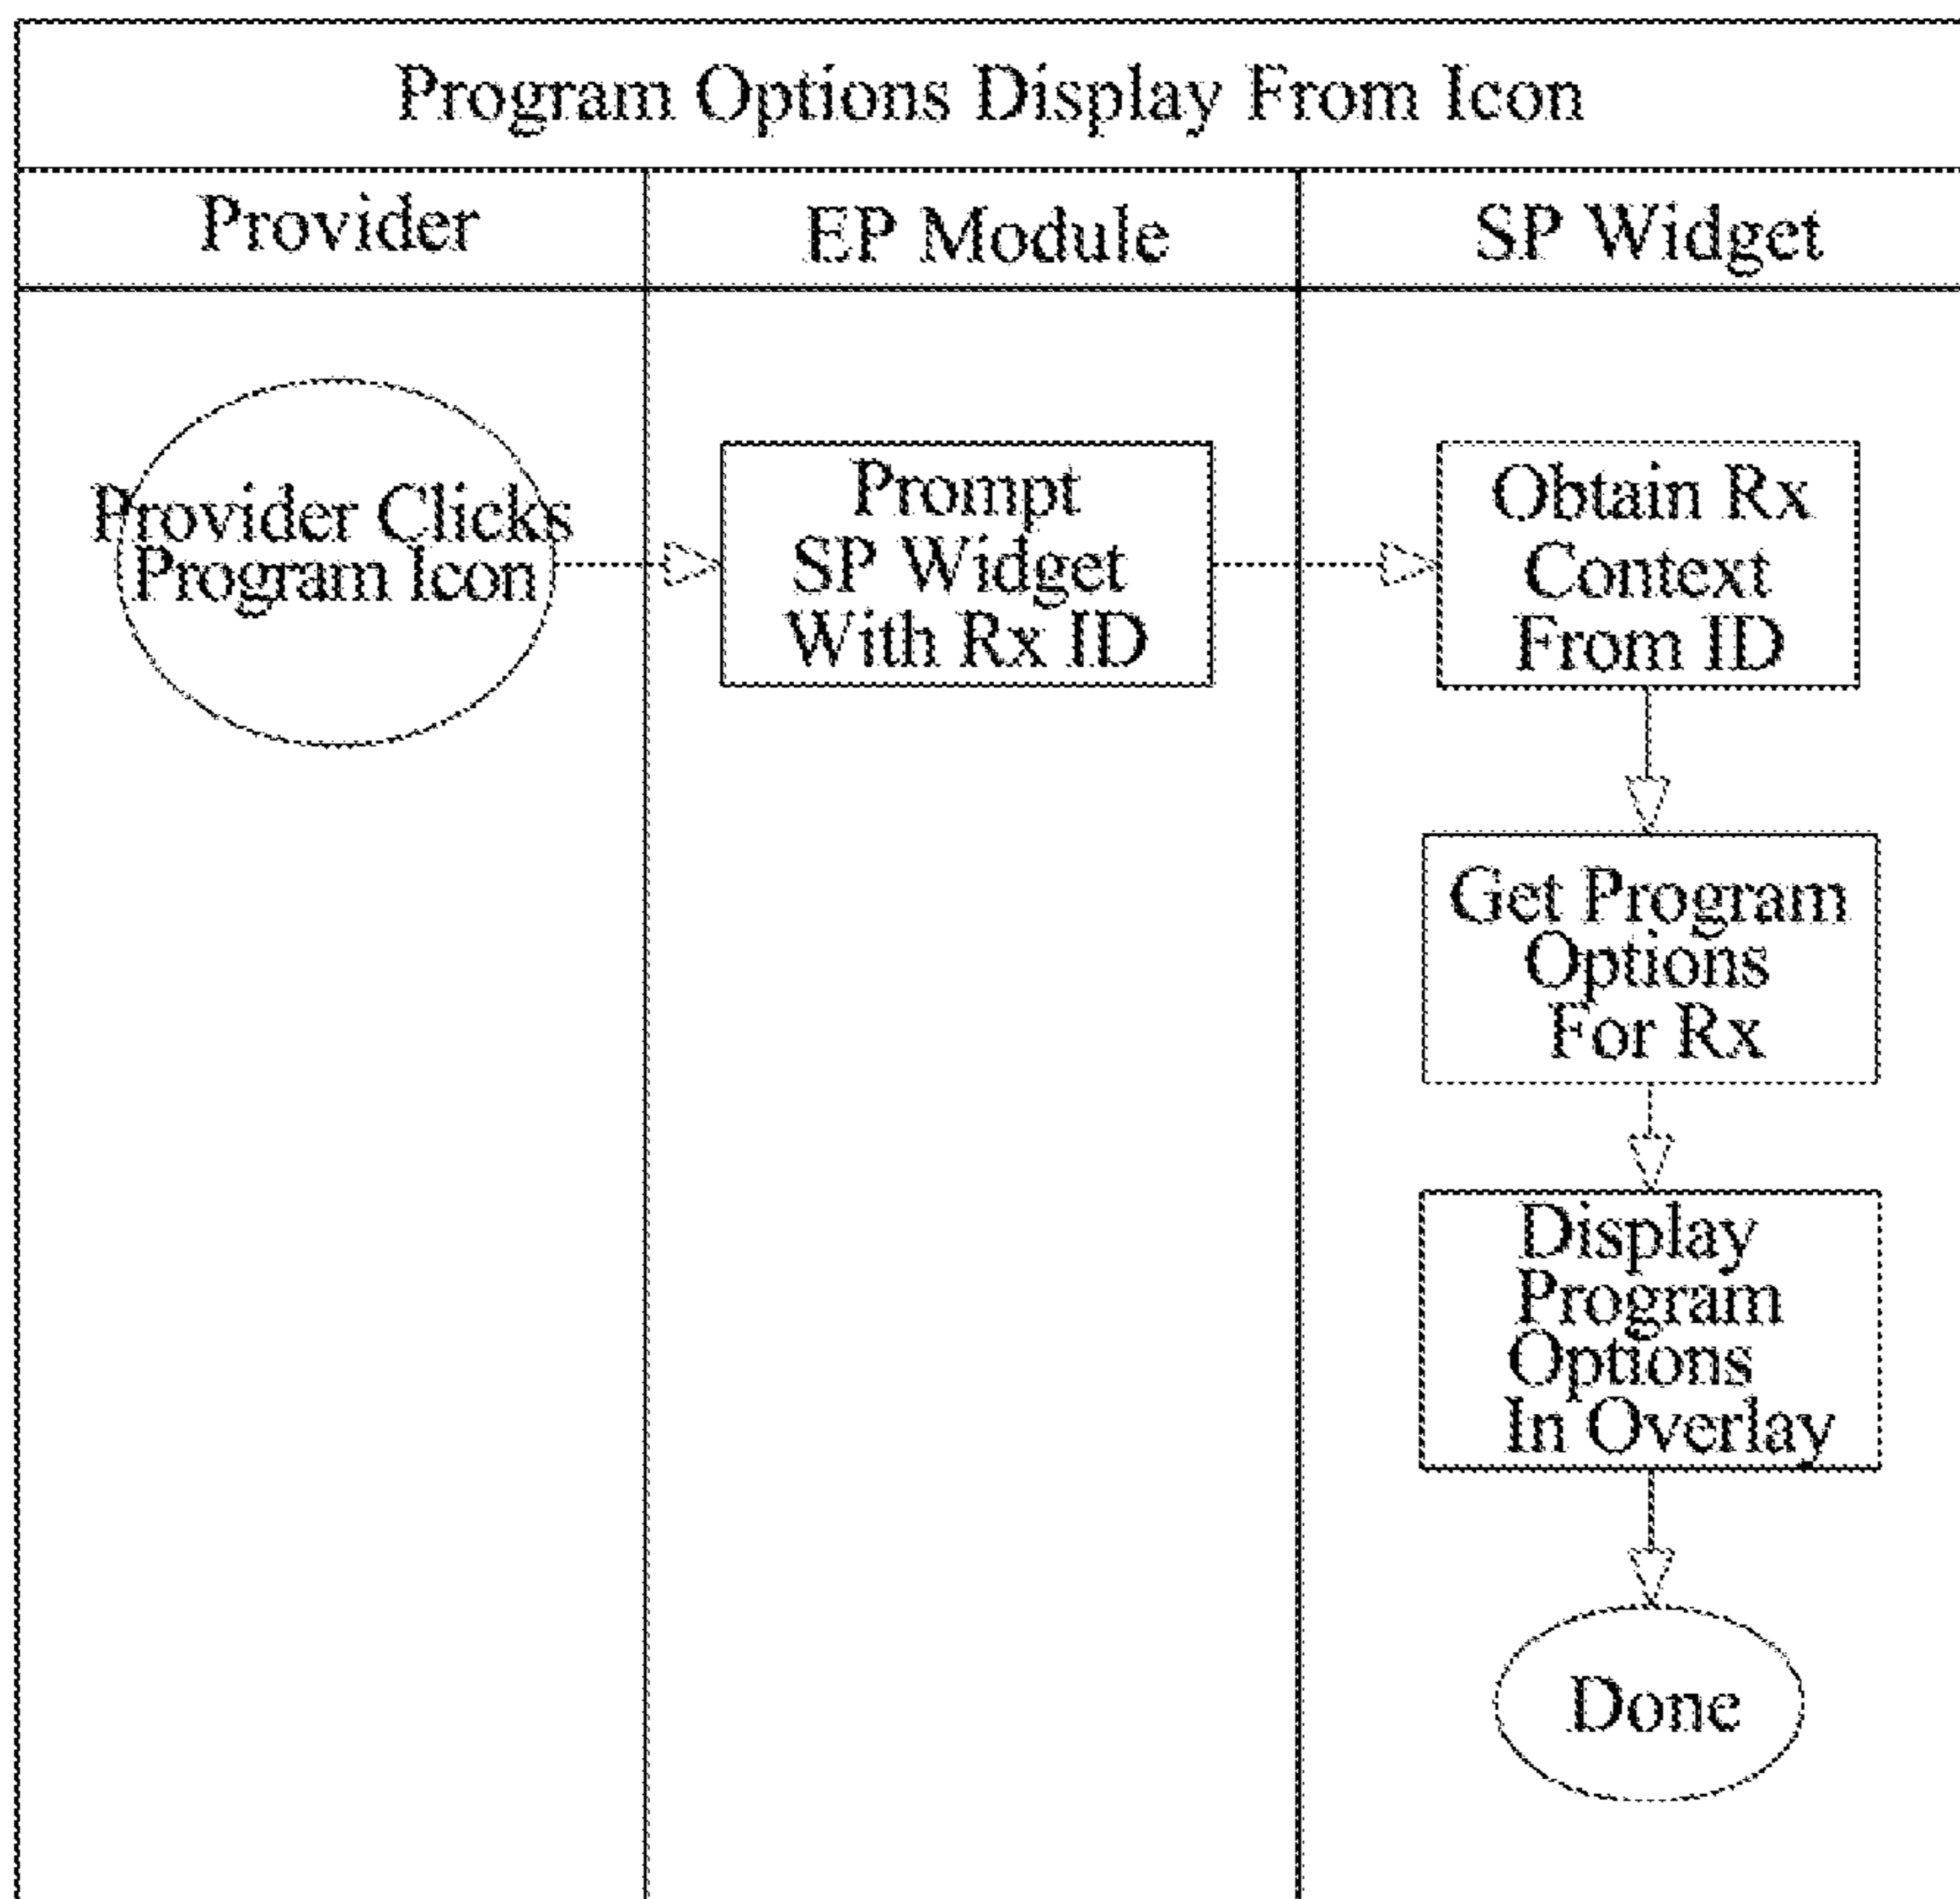 Program Options Display From Icon
Provider
EP Module
SP Widget
Provider Clicks
Program Icon
Prompt
SP Widget
With Rx ID
Obtain Rx
Context
From ID
Get Program
Options
For Rx
Display
Program
Options
In Overlay
Done